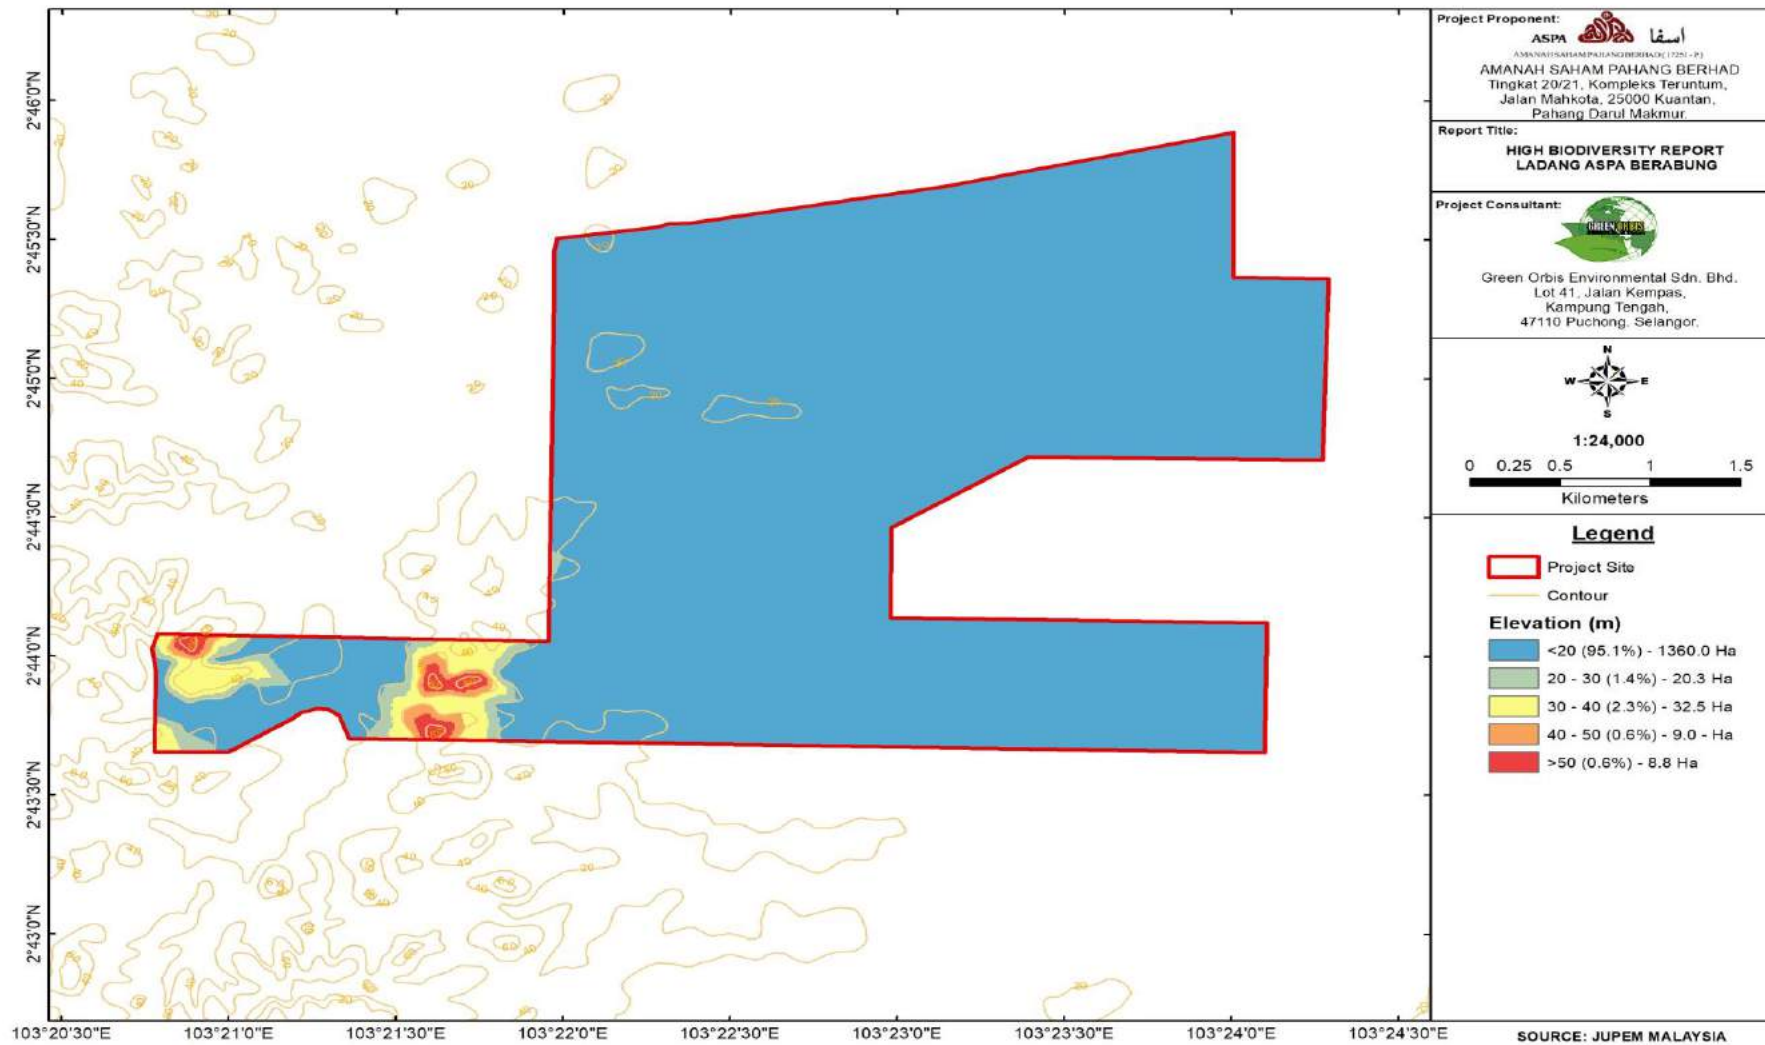 Project Proponent:
ASPA اسفا
AMANAH SAHAM PAHANG BERHAD
Tingkat 20/21, Kompleks Teruntum,
Jalan Mahkota, 25000 Kuantan,
Pahang Darul Makmur.
Report Title:
HIGH BIODIVERSITY REPORT
LADANG ASPA BERABUNG
Project Consultant:
GREEN ORBIS
Green Orbis Environmental Sdn. Bhd.
Lot 41, Jalan Kempas,
Kampung Tengah,
47110 Puchong. Selangor.
N
W E
S
1:24,000
0 0.25 0.5 1 1.5
Kilometers
Legend
Project Site
Contour
Elevation (m)
<20 (95.1%) - 1360.0 Ha
20 - 30 (1.4%) - 20.3 Ha
30 - 40 (2.3%) - 32.5 Ha
40 - 50 (0.6%) - 9.0 - Ha
>50 (0.6%) - 8.8 Ha
SOURCE: JUPEM MALAYSIA
2°46'0"N
2°45'30"N
2°45'0"N
2°44'30"N
2°44'0"N
2°43'30"N
2°43'0"N
103°20'30"E 103°21'0"E 103°21'30"E 103°22'0"E 103°22'30"E 103°23'0"E 103°23'30"E 103°24'0"E 103°24'30"E